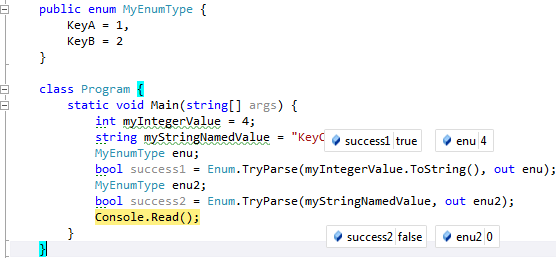 public enum MyEnumType {
KeyA = 1,
KeyB = 2
}
class Program {
static void Main(string[] args) {
int myIntegerValue = 4;
string myStringNamedValue = "Key
success1 true
enu 4
MyEnumType enu;
bool success1 = Enum.TryParse(myIntegerValue.ToString(), out enu);
MyEnumType enu2;
bool success2 = Enum.TryParse(myStringNamedValue, out enu2);
Console.Read();
}
success2 false
enu2 0
}